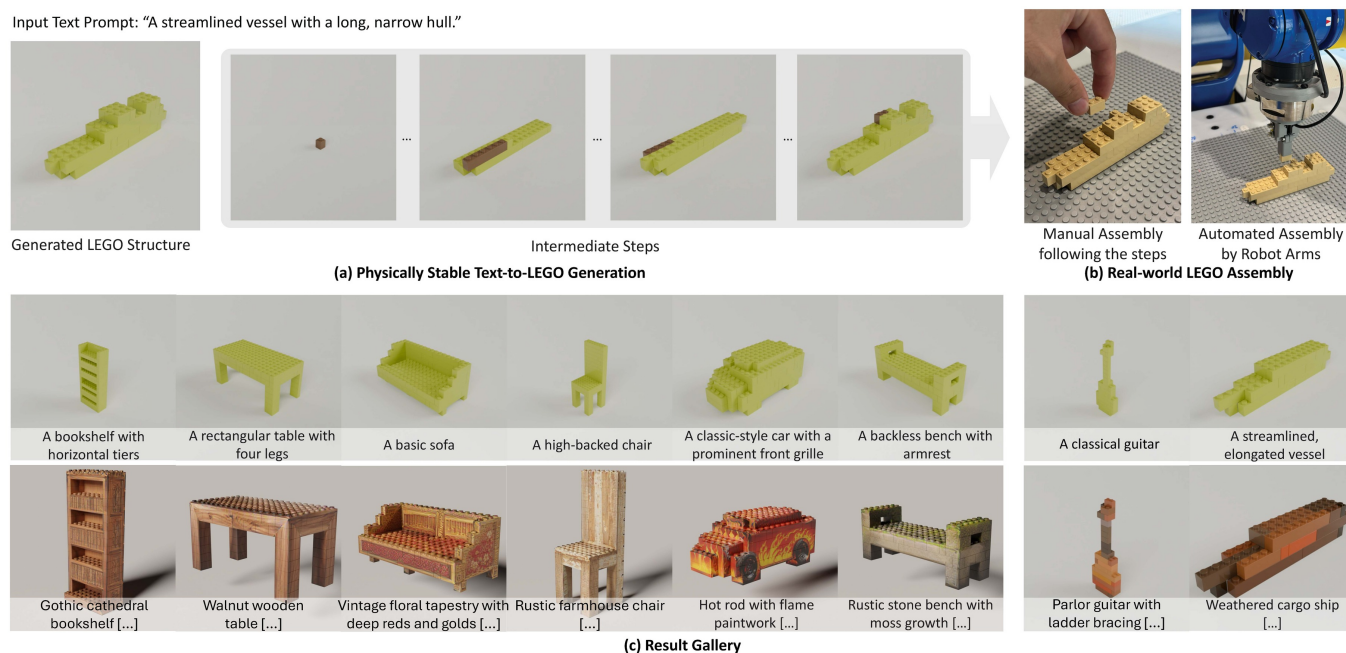 Input Text Prompt: “A streamlined vessel with a long, narrow hull.”
...
...
...
Generated LEGO Structure
Intermediate Steps
Manual Assembly
following the steps
Automated Assembly
by Robot Arms
(a) Physically Stable Text-to-LEGO Generation
(b) Real-world LEGO Assembly
A bookshelf with
horizontal tiers
A rectangular table with
four legs
A basic sofa
A high-backed chair
A classic-style car with a
prominent front grille
A backless bench with
armrest
A classical guitar
A streamlined,
elongated vessel
Gothic cathedral
bookshelf [...]
Walnut wooden
table [...]
Vintage floral tapestry with
deep reds and golds [...]
Rustic farmhouse chair
[...]
Hot rod with flame
paintwork [...]
Rustic stone bench with
moss growth [...]
Parlor guitar with
ladder bracing [...]
Weathered cargo ship
[...]
(c) Result Gallery